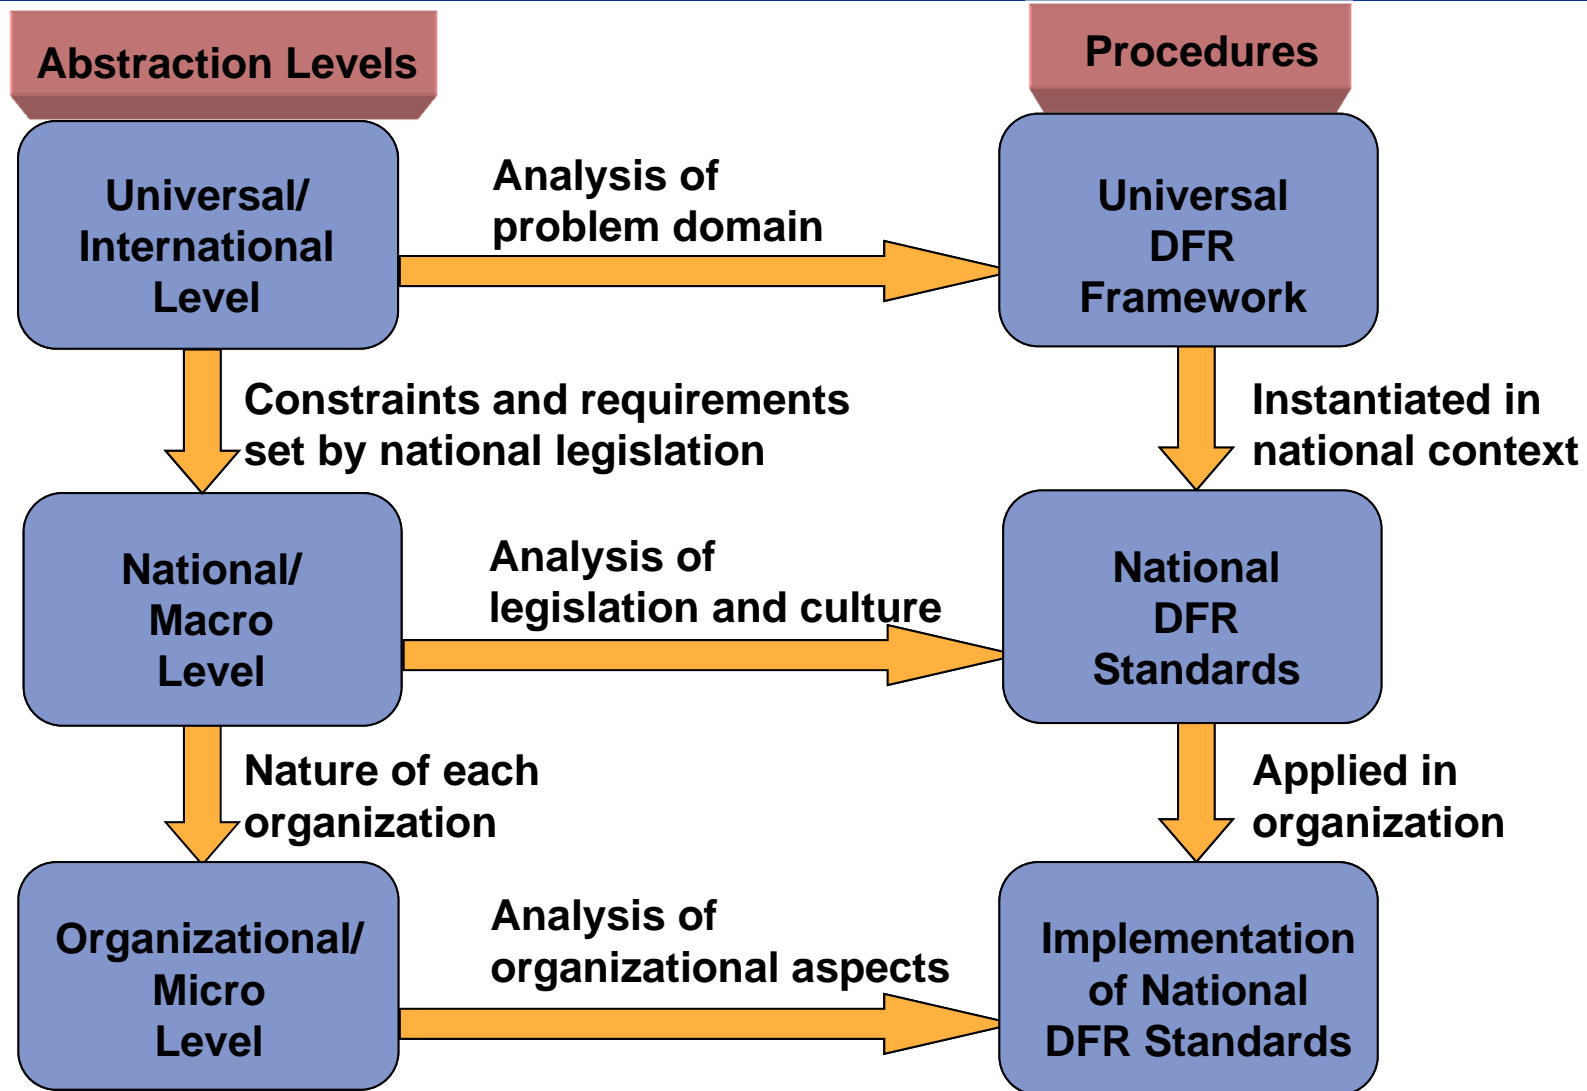 Abstraction Levels
Procedures
Universal/
International
Level
Analysis of
problem domain
Universal
DFR
Framework
Constraints and requirements
set by national legislation
Instantiated in
national context
National/
Macro
Level
Analysis of
legislation and culture
National
DFR
Standards
Nature of each
organization
Applied in
organization
Organizational/
Micro
Level
Analysis of
organizational aspects
Implementation
of National
DFR Standards